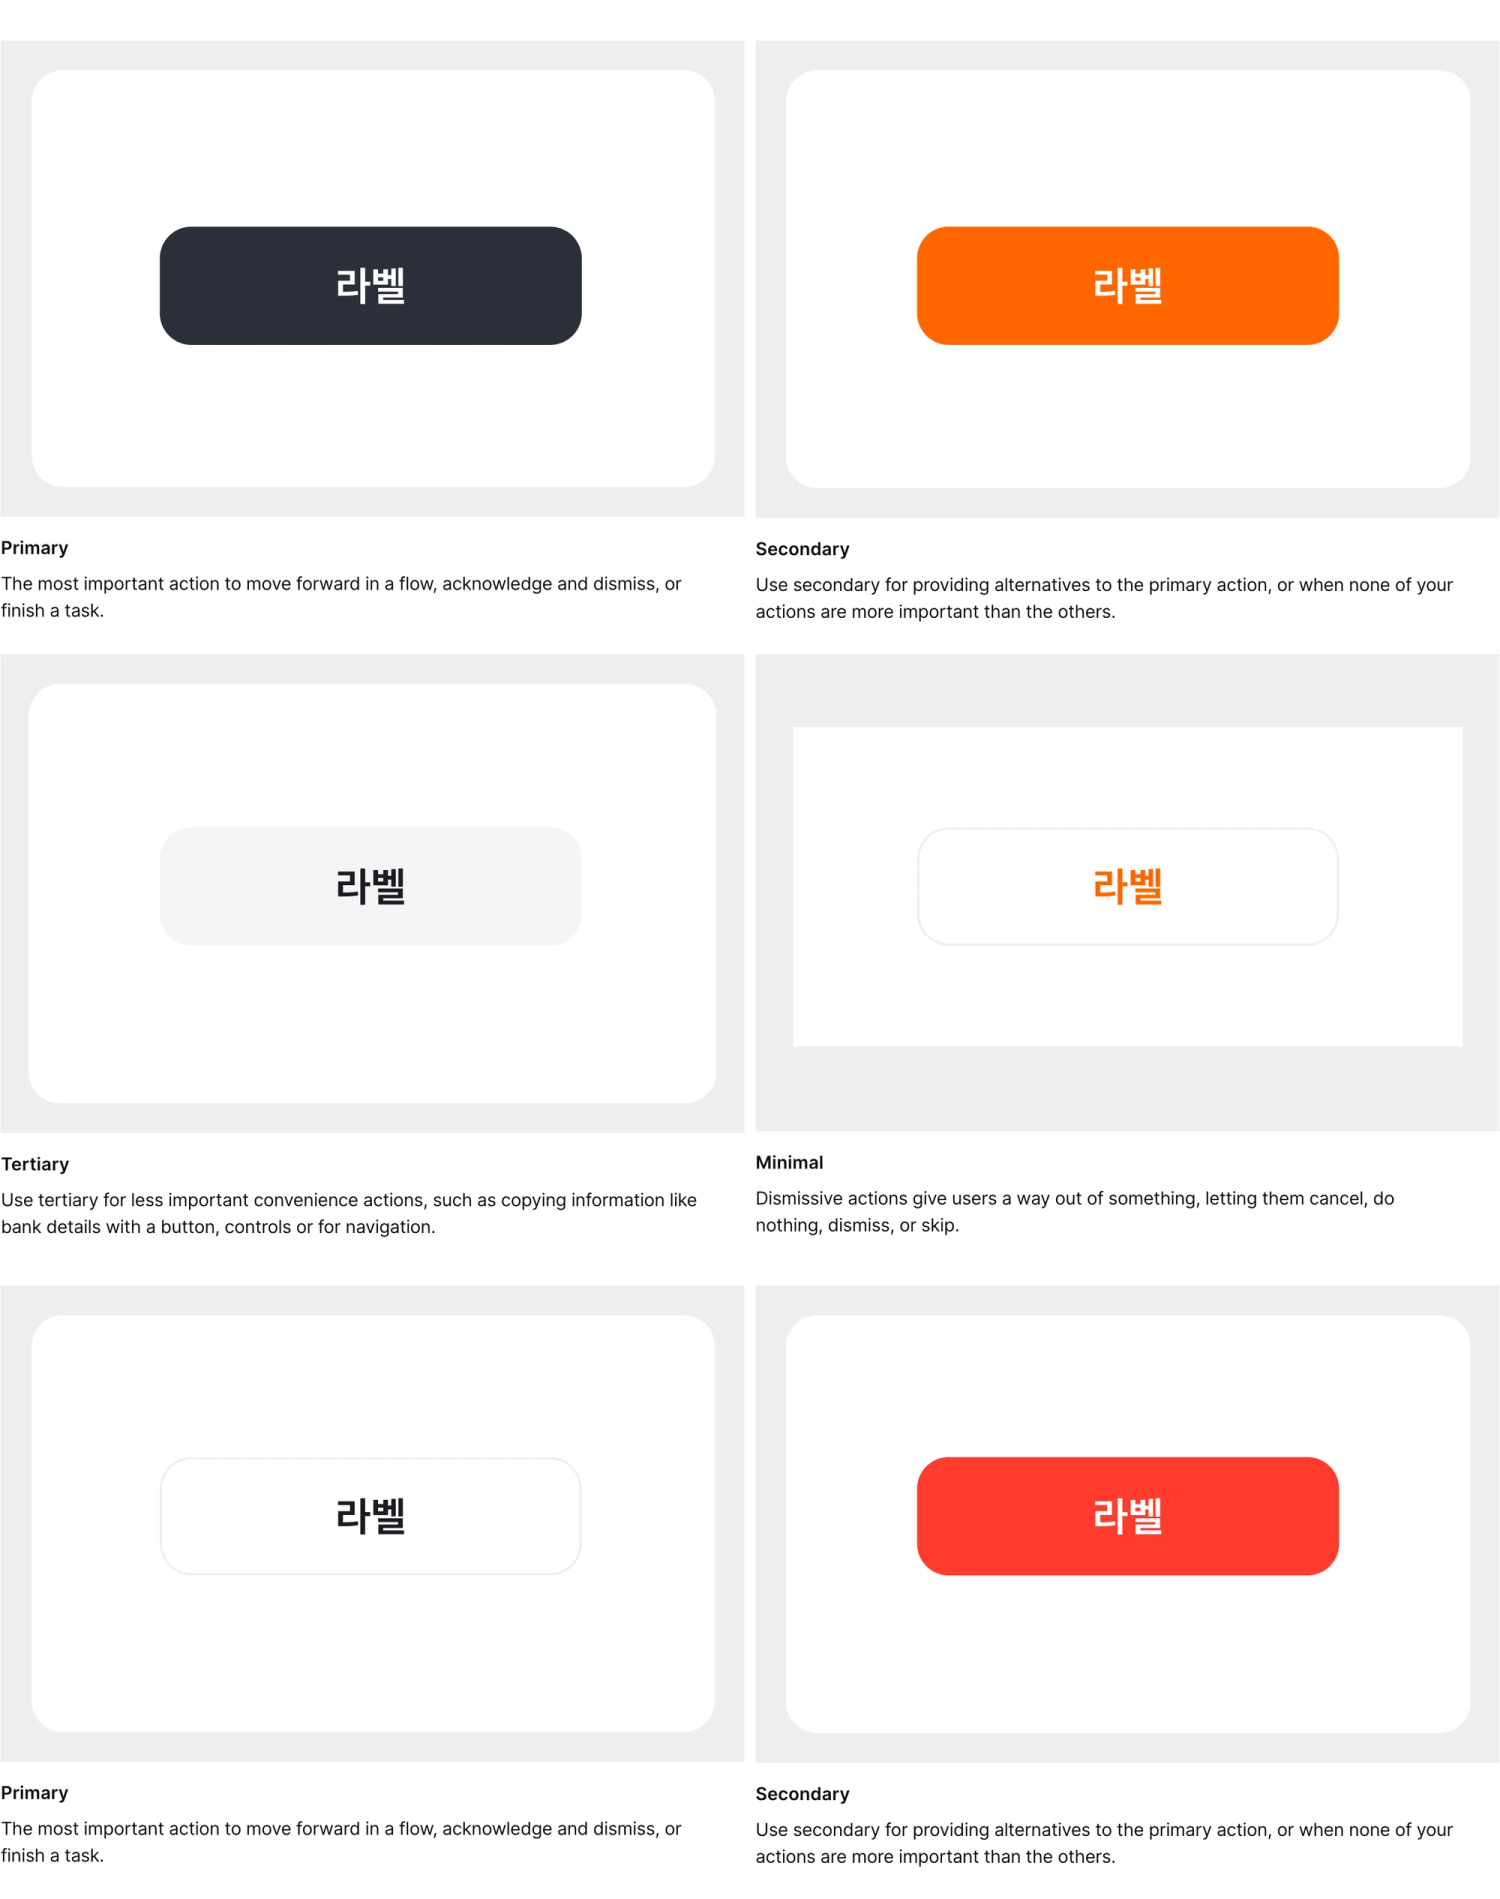 라벨
라벨
Primary
The most important action to move forward in a flow, acknowledge and dismiss, or
finish a task.
Secondary
Use secondary for providing alternatives to the primary action, or when none of your
actions are more important than the others.
라벨
라벨
Tertiary
Use tertiary for less important convenience actions, such as copying information like
bank details with a button, controls or for navigation.
Minimal
Dismissive actions give users a way out of something, letting them cancel, do
nothing, dismiss, or skip.
라벨
라벨
Primary
The most important action to move forward in a flow, acknowledge and dismiss, or
finish a task.
Secondary
Use secondary for providing alternatives to the primary action, or when none of your
actions are more important than the others.